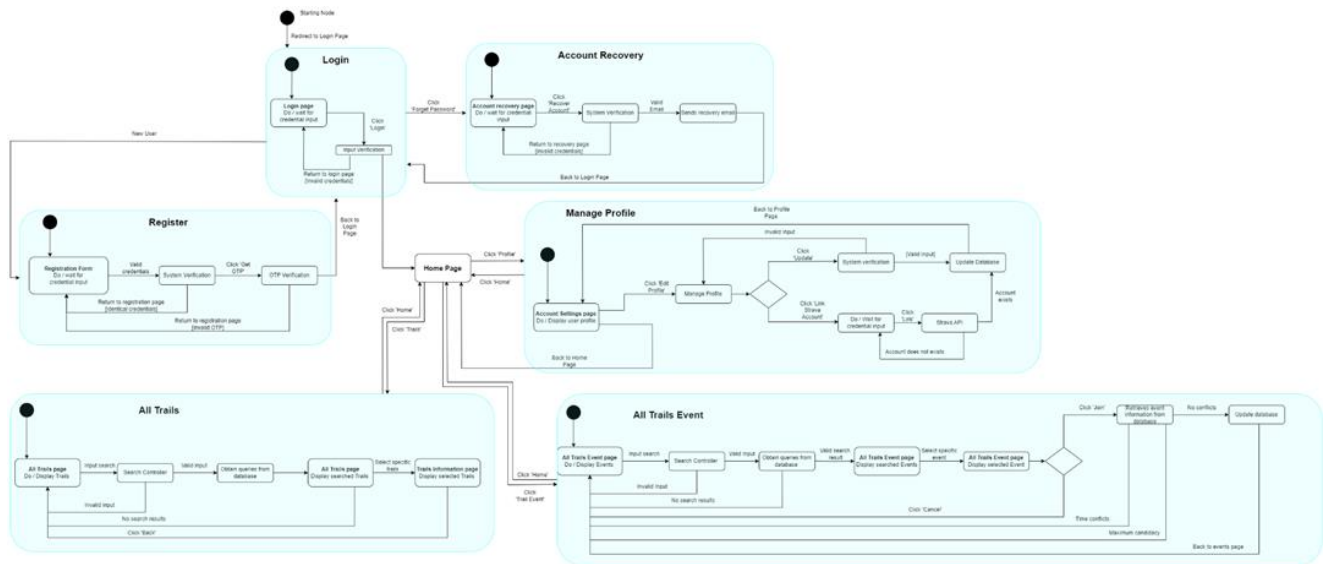 Starting Node
Redirect to Login Page
Login
Login page
Do / wait for
credential input
Click
'Login'
Input Verification
Return to login page
[Invalid credentials]
New User
Click
'Forget Password'
Account Recovery
Account recovery page
Do / wait for credential
input
Click
'Recover
Account'
System Verification
Valid
Email
Sends recovery email
Return to recovery page
[Invalid credentials]
Back to Login Page
Register
Registration Form
Do / wait for
credential input
Valid
credentials
System Verification
Click 'Get
OTP'
OTP Verification
Return to registration page
[Identical credentials]
Return to registration page
[Invalid OTP]
Back to
Login
Page
Home Page
Click 'Profile'
Click 'Home'
Manage Profile
Back to Profile
Page
Invalid input
Account Settings page
Do / Display user profile
Click 'Edit
Profile'
Manage Profile
Click
'Update'
System verification
[Valid input]
Update Database
Click 'Link
Strava
Account'
Do / Wait for
credential input
Click
'Link'
Strava API
Account
exists
Account does not exists
Back to Home
Page
Click 'Home'
Click 'Trails'
All Trails
All Trails page
Do / Display Trails
Input search
Search Controller
Valid input
Obtain queries from
database
All Trails page
Display searched Trails
Select specific
trails
Trails Information page
Display selected Trails
Invalid input
No search results
Click 'Back'
Click 'Home'
Click
'Trail Event'
All Trails Event
All Trails Event page
Do / Display Events
Input search
Search Controller
Valid input
Obtain queries from
database
Valid search
result
All Trails Event page
Display searched Events
Select specific
event
All Trails Event page
Display selected Event
Click 'Join'
Retrieves event
information from
database
No conflicts
Update database
Invalid input
No search results
Click 'Cancel'
Time conflicts
Maximum candidacy
Back to events page